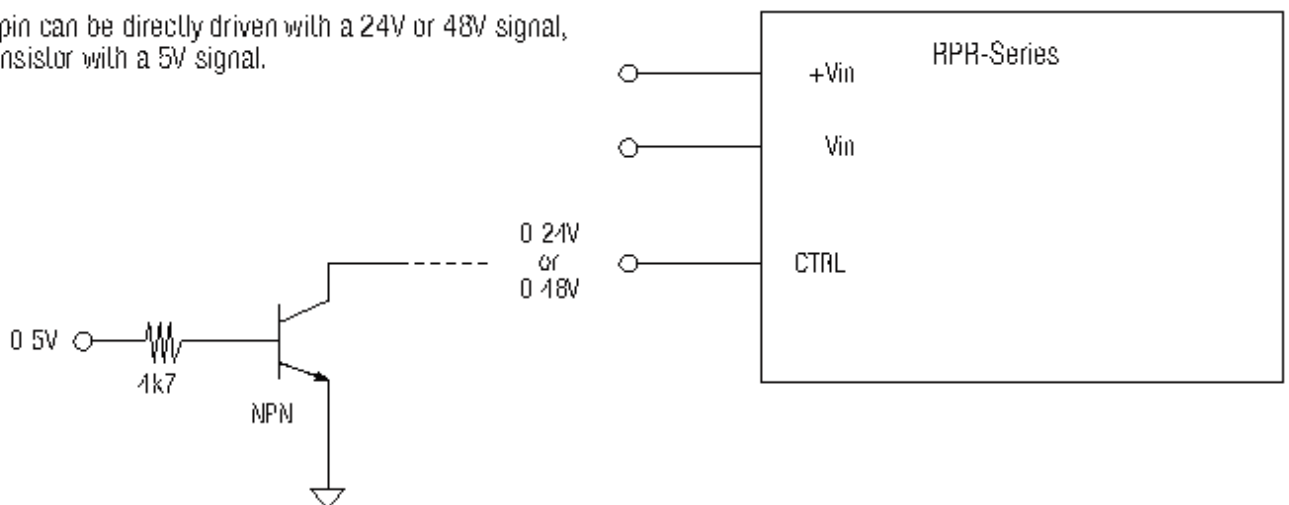 pin can be directly driven with a 24V or 48V signal,
nsistor with a 5V signal.
RPR-Series
+Vin
Vin
0 24V
or
0 48V
CTRL
0 5V
4k7
NPN